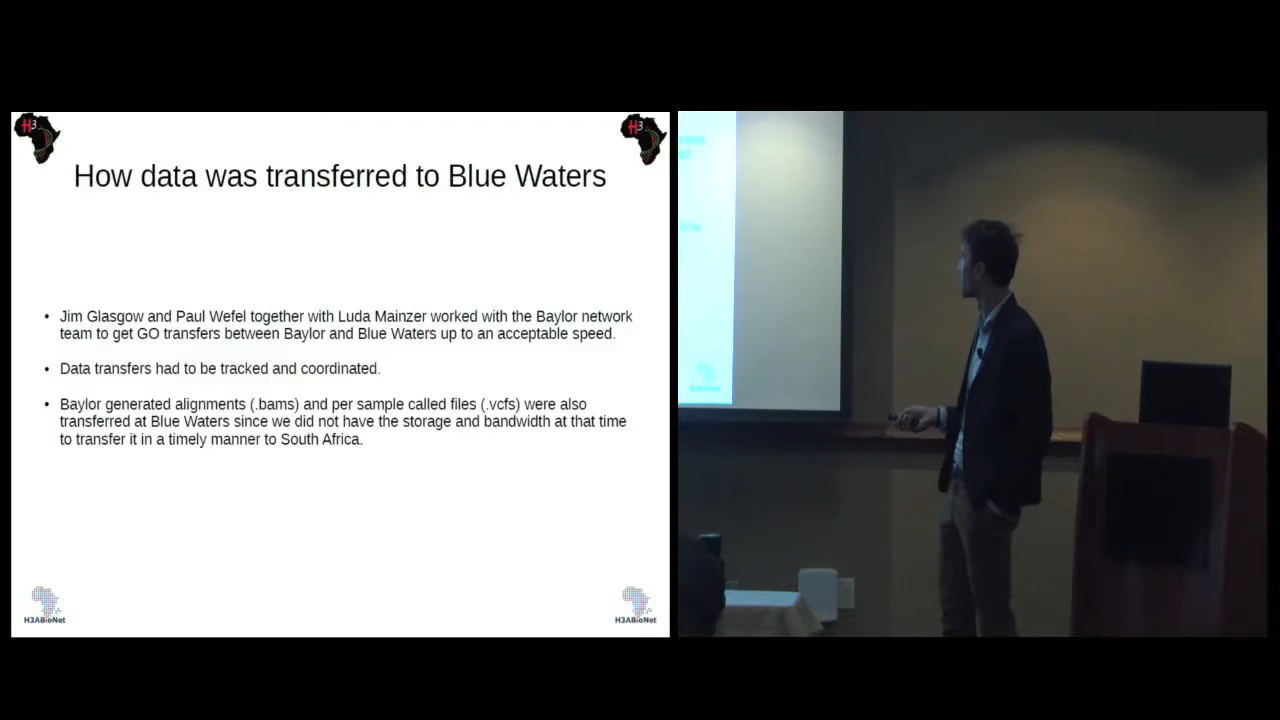 H3
H3
How data was transferred to Blue Waters
• Jim Glasgow and Paul Wefel together with Luda Mainzer worked with the Baylor network
team to get GO transfers between Baylor and Blue Waters up to an acceptable speed.
• Data transfers had to be tracked and coordinated.
• Baylor generated alignments (.bams) and per sample called files (.vcfs) were also
transferred at Blue Waters since we did not have the storage and bandwidth at that time
to transfer it in a timely manner to South Africa.
H3ABioNet
H3ABioNet